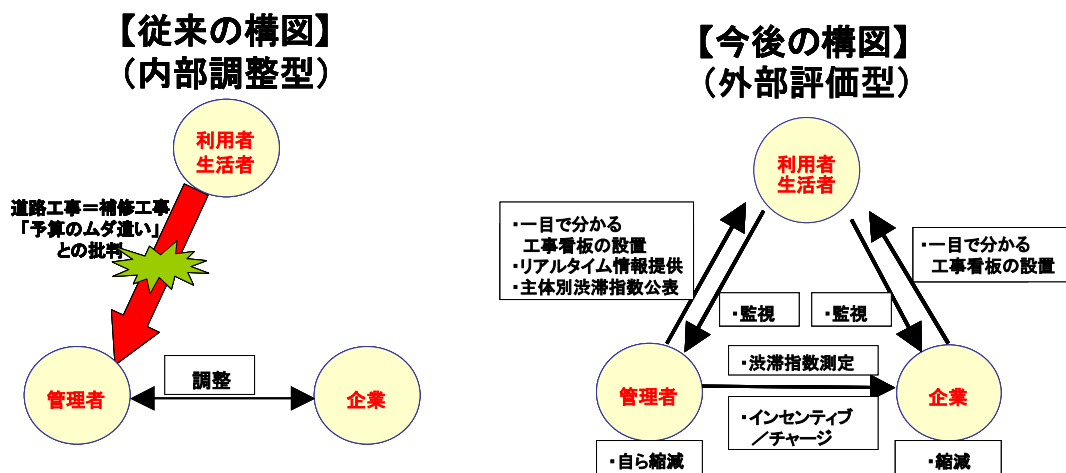 【従来の構図】
（内部調整型）
利用者
生活者
道路工事＝補修工事
「予算のムダ遣い」
との批判
管理者
調整
企業
【今後の構図】
（外部評価型）
利用者
生活者
・一目で分かる
工事看板の設置
・リアルタイム情報提供
・主体別渋滞指数公表
・一目で分かる
工事看板の設置
・監視
・監視
管理者
・渋滞指数測定
企業
・インセンティブ
／チャージ
・自ら縮減
・縮減